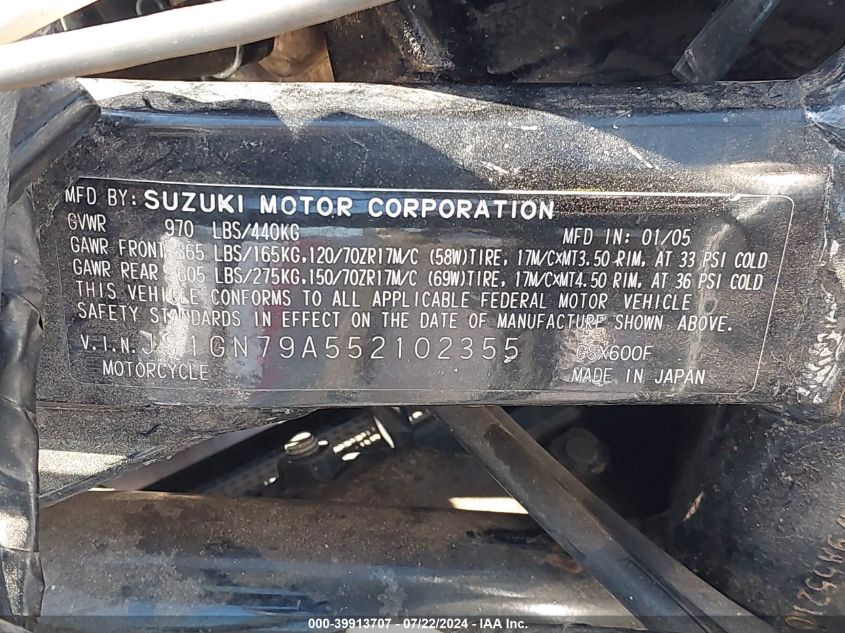 MFD BY: SUZUKI MOTOR CORPORATION
GVWR 970 LBS/440KG MFD IN: 01/05
GAWR FRONT 365 LBS/165KG,120/70ZR17M/C (58W)TIRE, 17M/C×MT3.50 RIM, AT 33 PSI COLD
GAWR REAR 605 LBS/275KG,150/70ZR17M/C (69W)TIRE, 17M/C×MT4.50 RIM, AT 36 PSI COLD
THIS VEHICLE CONFORMS TO ALL APPLICABLE FEDERAL MOTOR VEHICLE
SAFETY STANDARDS IN EFFECT ON THE DATE OF MANUFACTURE SHOWN ABOVE.
V.I.N. JS1GN79A552102355 GSX600F
MOTORCYCLE MADE IN JAPAN
000-39913707 - 07/22/2024 - © IAA, LLC.